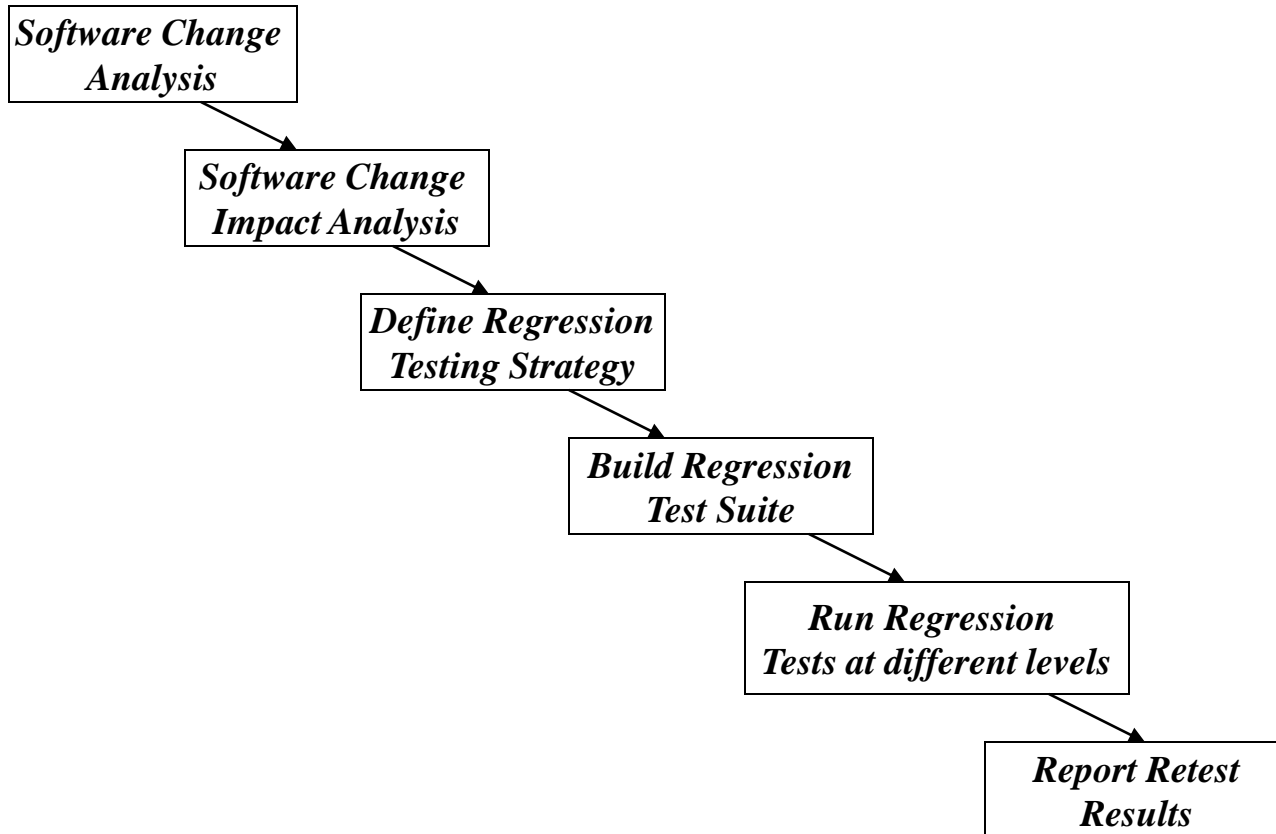 Software Change
Analysis
Software Change
Impact Analysis
Define Regression
Testing Strategy
Build Regression
Test Suite
Run Regression
Tests at different levels
Report Retest
Results